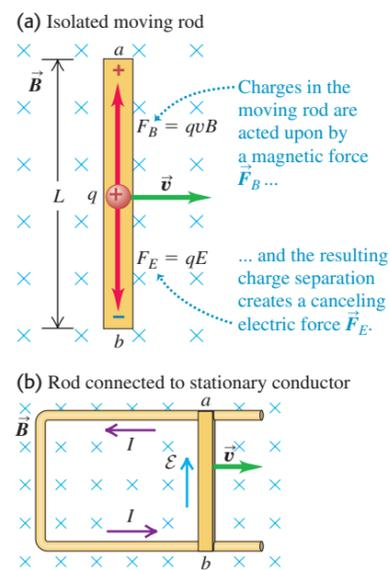 (a) Isolated moving rod
a
B⃗
+
F_B = qvB
Charges in the
moving rod are
acted upon by
a magnetic force
F⃗_B ...
L
q
+
v⃗
F_E = qE
... and the resulting
charge separation
creates a canceling
electric force F⃗_E.
−
b
(b) Rod connected to stationary conductor
a
B⃗
I
ℰ
v⃗
I
b